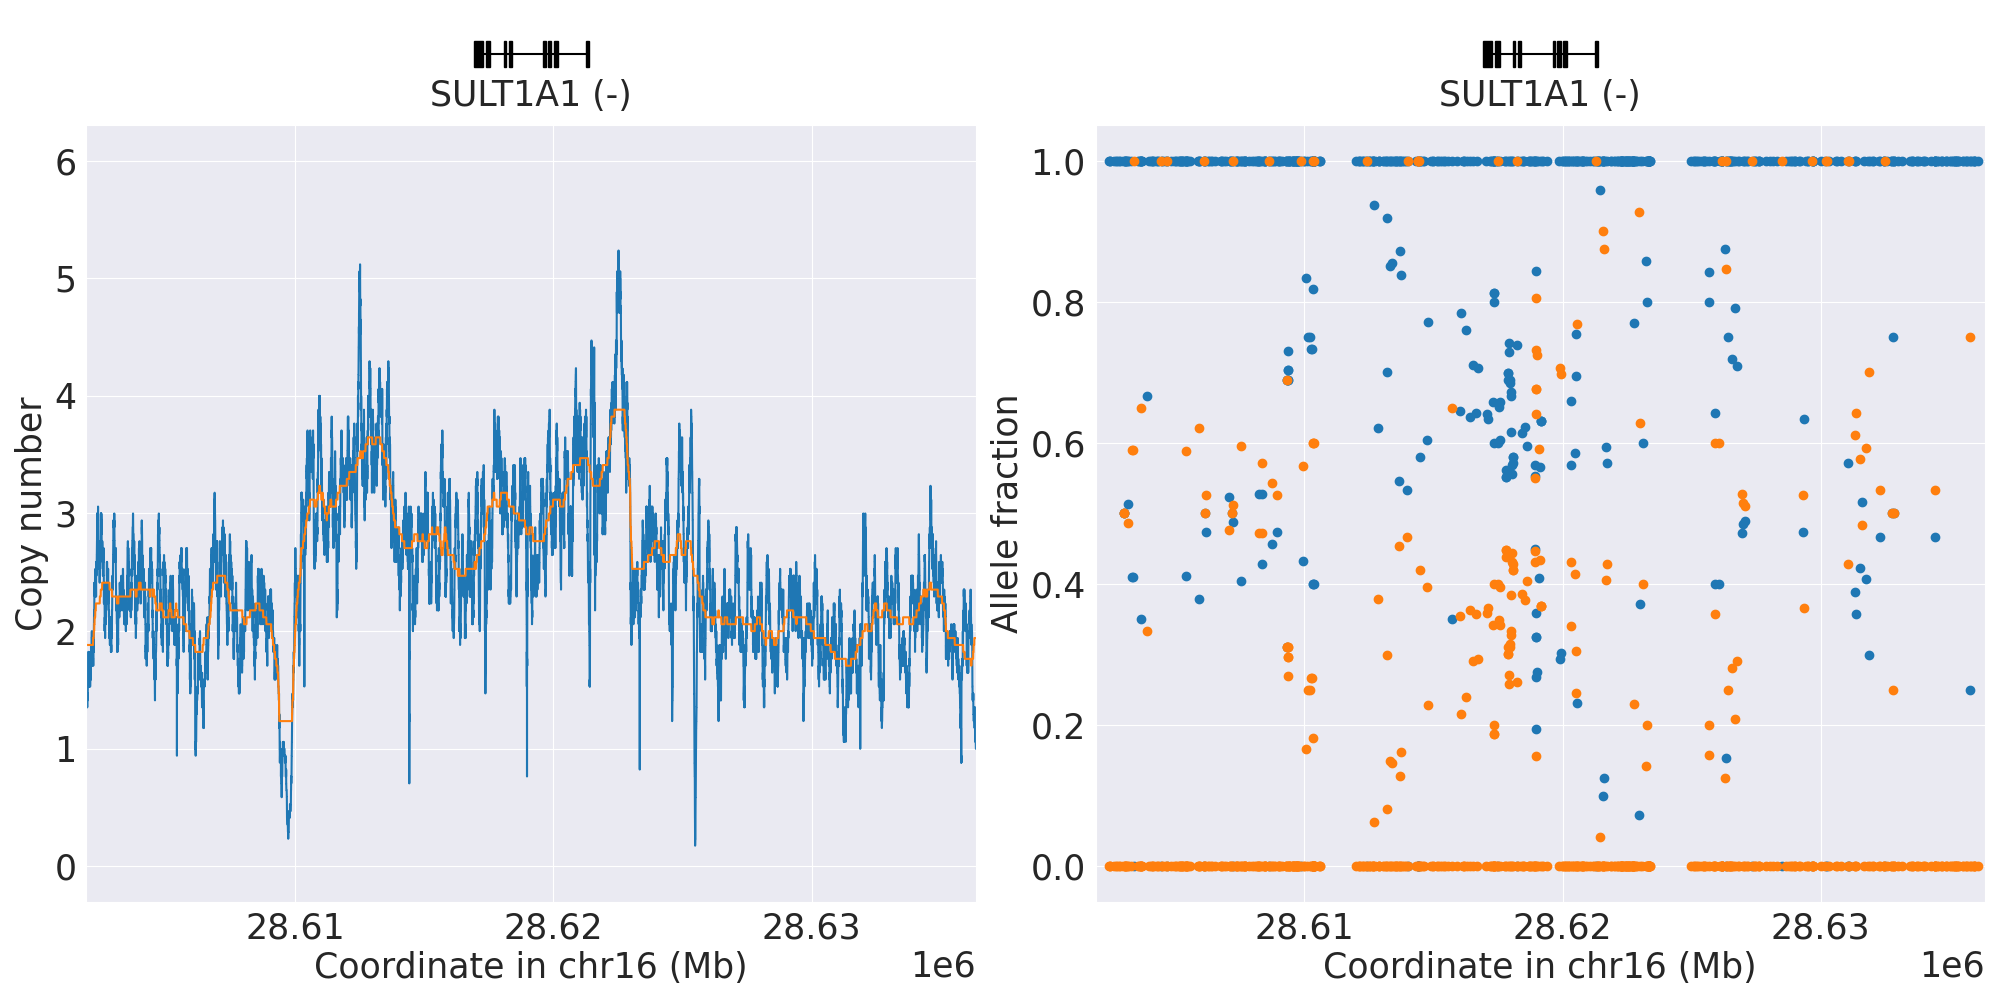 SULT1A1 (-)
6
5
4
3
2
1
0
Copy number
28.61
28.62
28.63
Coordinate in chr16 (Mb)
1e6
SULT1A1 (-)
1.0
0.8
0.6
0.4
0.2
0.0
Allele fraction
28.61
28.62
28.63
Coordinate in chr16 (Mb)
1e6